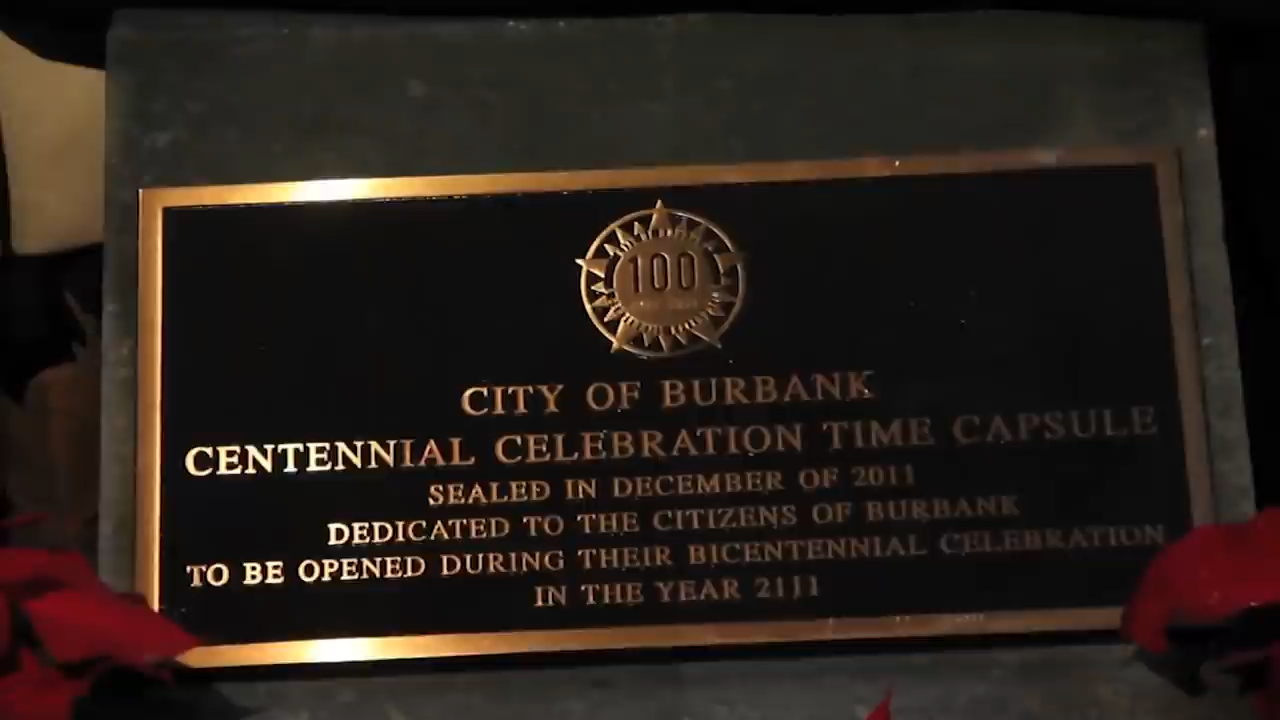 100
CITY OF BURBANK
CENTENNIAL CELEBRATION TIME CAPSULE
SEALED IN DECEMBER OF 2011
DEDICATED TO THE CITIZENS OF BURBANK
TO BE OPENED DURING THEIR BICENTENNIAL CELEBRATION
IN THE YEAR 2111